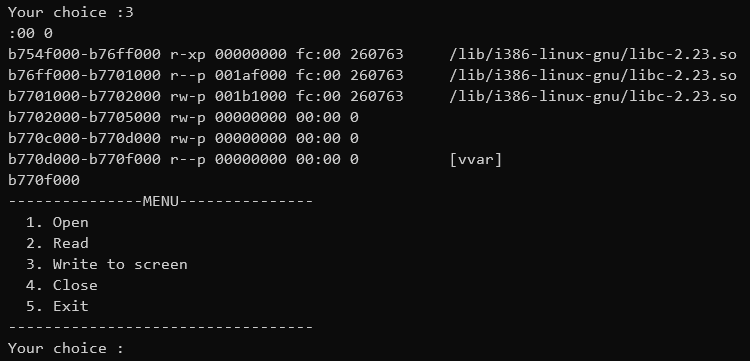 Your choice :3
:00 0
b754f000-b76ff000 r-xp 00000000 fc:00 260763     /lib/i386-linux-gnu/libc-2.23.so
b76ff000-b7701000 r--p 001af000 fc:00 260763     /lib/i386-linux-gnu/libc-2.23.so
b7701000-b7702000 rw-p 001b1000 fc:00 260763     /lib/i386-linux-gnu/libc-2.23.so
b7702000-b7705000 rw-p 00000000 00:00 0
b770c000-b770d000 rw-p 00000000 00:00 0
b770d000-b770f000 r--p 00000000 00:00 0          [vvar]
b770f000
---------------MENU---------------
  1. Open
  2. Read
  3. Write to screen
  4. Close
  5. Exit
----------------------------------
Your choice :